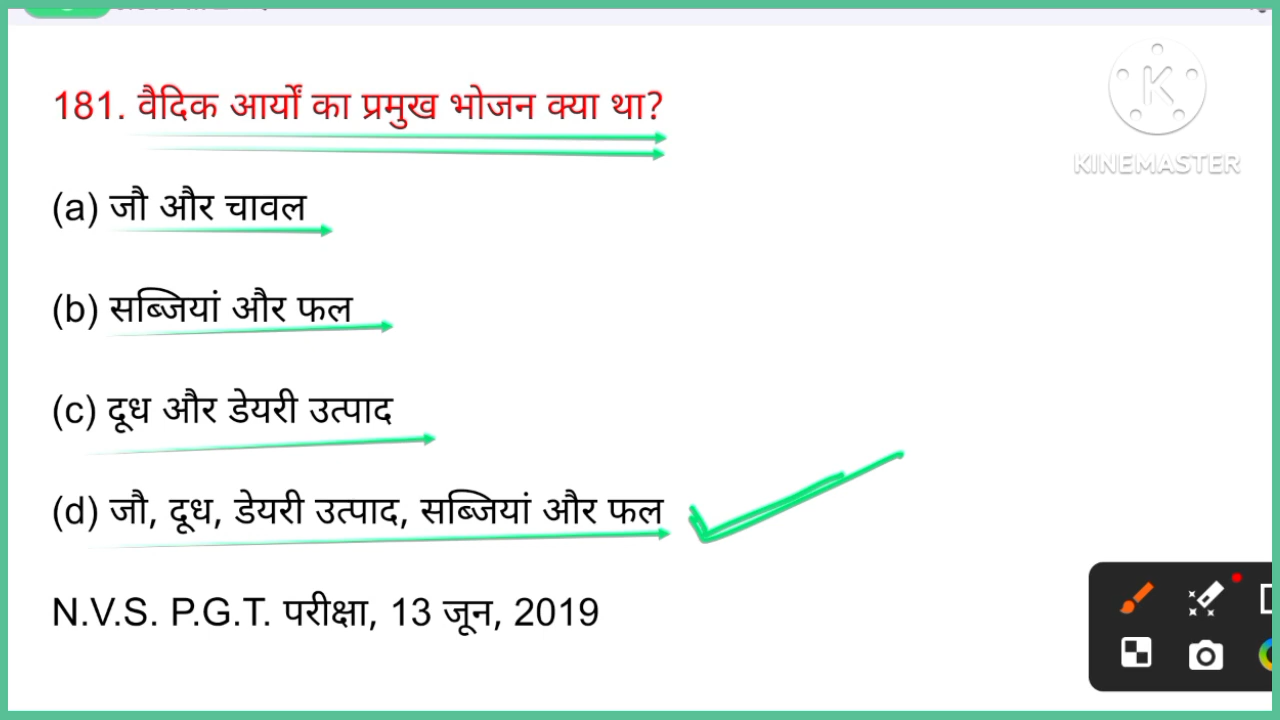 181. वैदिक आर्यों का प्रमुख भोजन क्या था?
KINEMASTER
(a) जौ और चावल
(b) सब्जियां और फल
(c) दूध और डेयरी उत्पाद
(d) जौ, दूध, डेयरी उत्पाद, सब्जियां और फल
N.V.S. P.G.T. परीक्षा, 13 जून, 2019